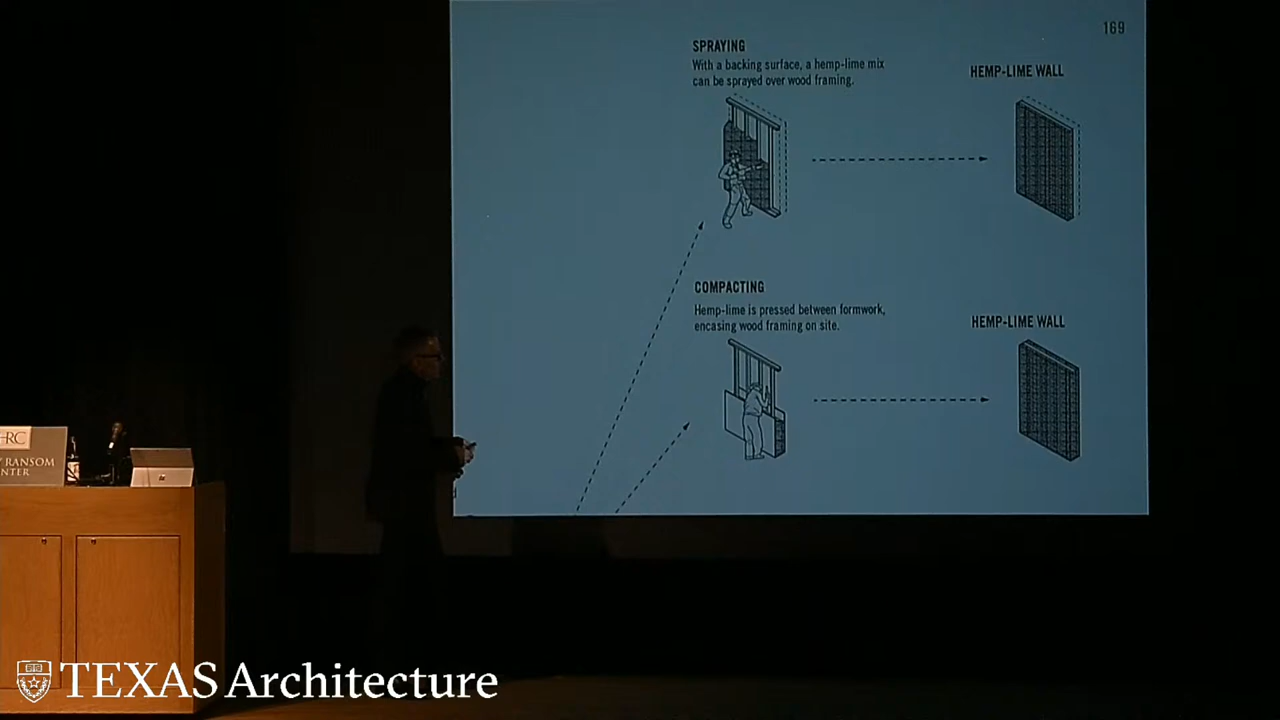 169
SPRAYING
With a backing surface, a hemp-lime mix
can be sprayed over wood framing.
HEMP-LIME WALL
COMPACTING
Hemp-lime is pressed between formwork,
encasing wood framing on site.
HEMP-LIME WALL
HRC
RANSOM
TEXAS Architecture